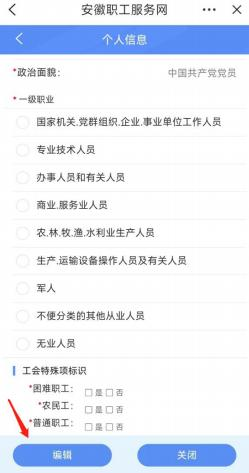 安徽职工服务网
个人信息
*政治面貌: 中国共产党党员
*一级职业
国家机关,党群组织,企业,事业单位工作人员
专业技术人员
办事人员和有关人员
商业,服务业人员
农,林,牧,渔,水利业生产人员
生产,运输设备操作人员及有关人员
军人
不便分类的其他从业人员
无业人员
工会特殊项标识
*困难职工: 是 否
*农民工: 是 否
*普通职工: 是 否
编辑 关闭